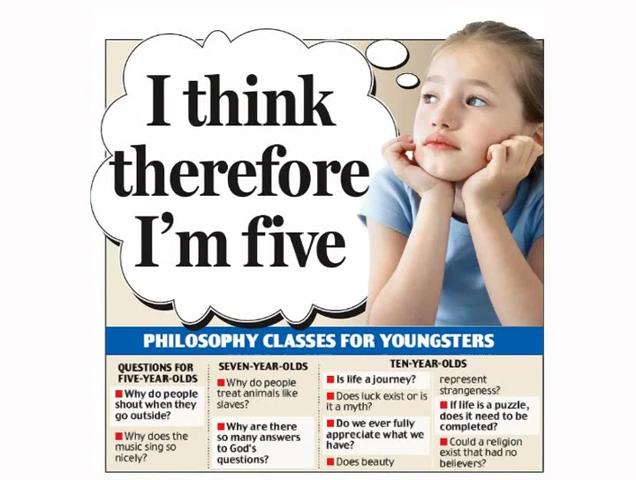 I think
therefore
I'm five
PHILOSOPHY CLASSES FOR YOUNGSTERS
QUESTIONS FOR
FIVE-YEAR-OLDS
Why do people
shout when they
go outside?
Why does the
music sing so
nicely?
SEVEN-YEAR-OLDS
Why do people
treat animals like
slaves?
Why are there
so many answers
to God's
questions?
TEN-YEAR-OLDS
Is life a journey?
Does luck exist or is
it a myth?
Do we ever fully
appreciate what we
have?
Does beauty
represent
strangeness?
If life is a puzzle,
does it need to be
completed?
Could a religion
exist that had no
believers?